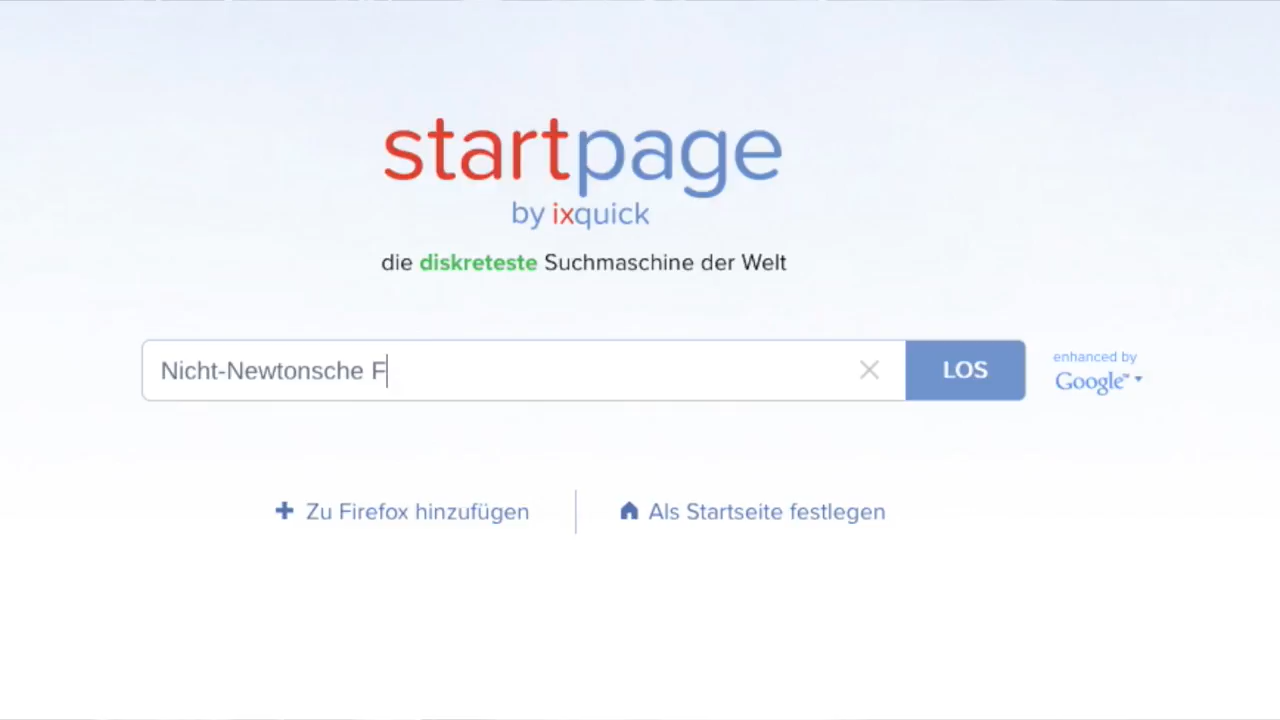 startpage
by ixquick
die diskreteste Suchmaschine der Welt
Nicht-Newtonsche F
LOS
enhanced by
Google™
Zu Firefox hinzufügen
Als Startseite festlegen